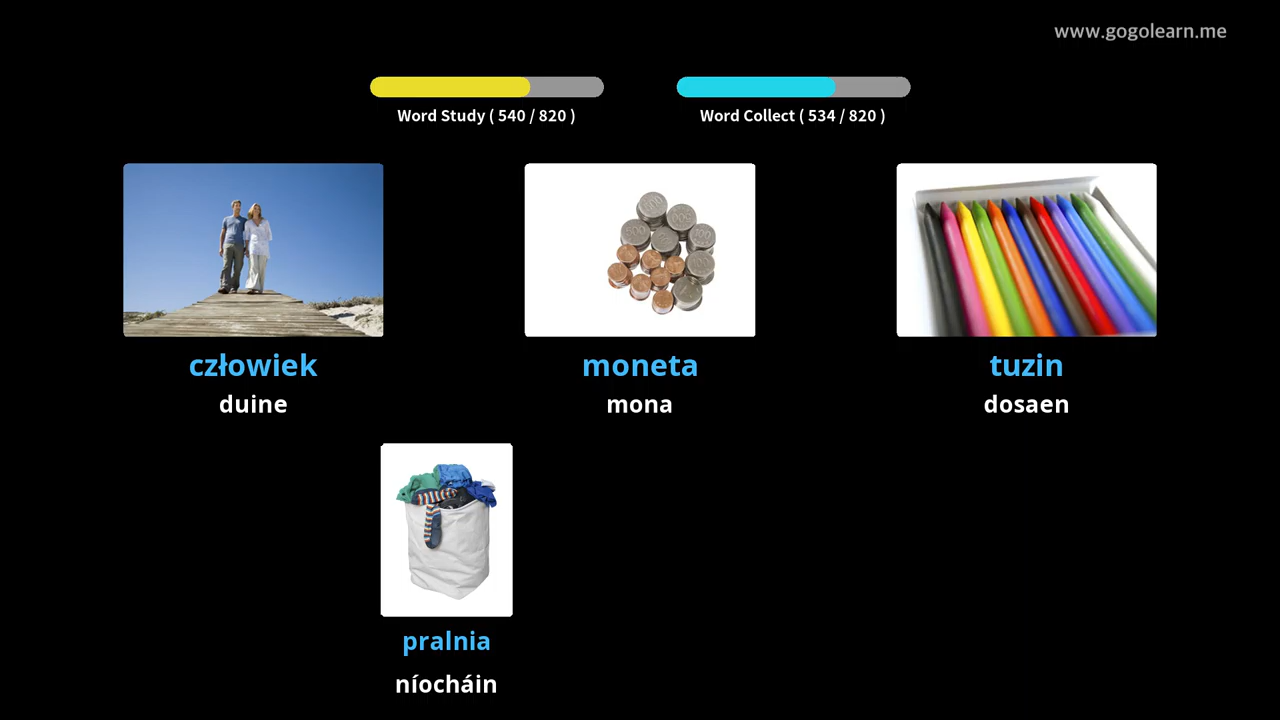 www.gogolearn.me
Word Study ( 540 / 820 )
Word Collect ( 534 / 820 )
człowiek
duine
moneta
mona
tuzin
dosaen
pralnia
níocháin